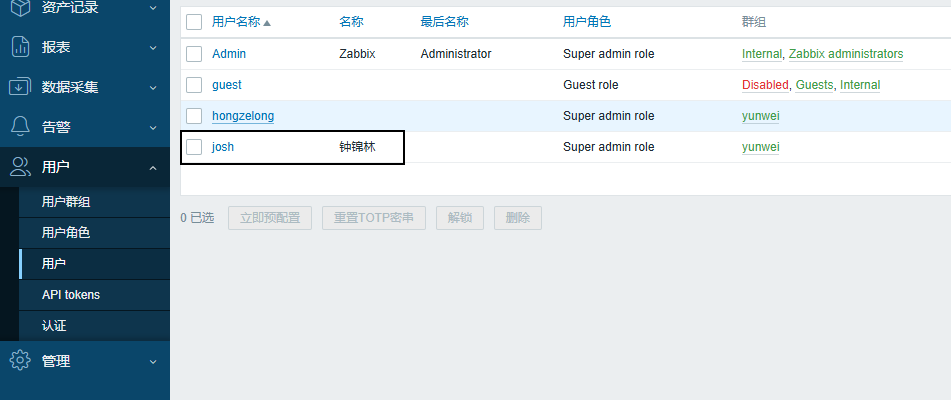 资产记录
报表
数据采集
告警
用户
用户群组
用户角色
用户
API tokens
认证
管理
用户名称 名称 最后名称 用户角色 群组
Admin Zabbix Administrator Super admin role Internal, Zabbix administrators
guest Guest role Disabled, Guests, Internal
hongzelong Super admin role yunwei
josh 钟锦林 Super admin role yunwei
0 已选 立即预配置 重置TOTP密串 解锁 删除